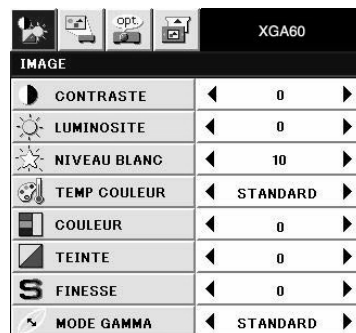 opt.
XGA60
IMAGE
CONTRASTE 0
LUMINOSITE 0
NIVEAU BLANC 10
TEMP COULEUR STANDARD
COULEUR 0
TEINTE 0
S FINESSE 0
MODE GAMMA STANDARD